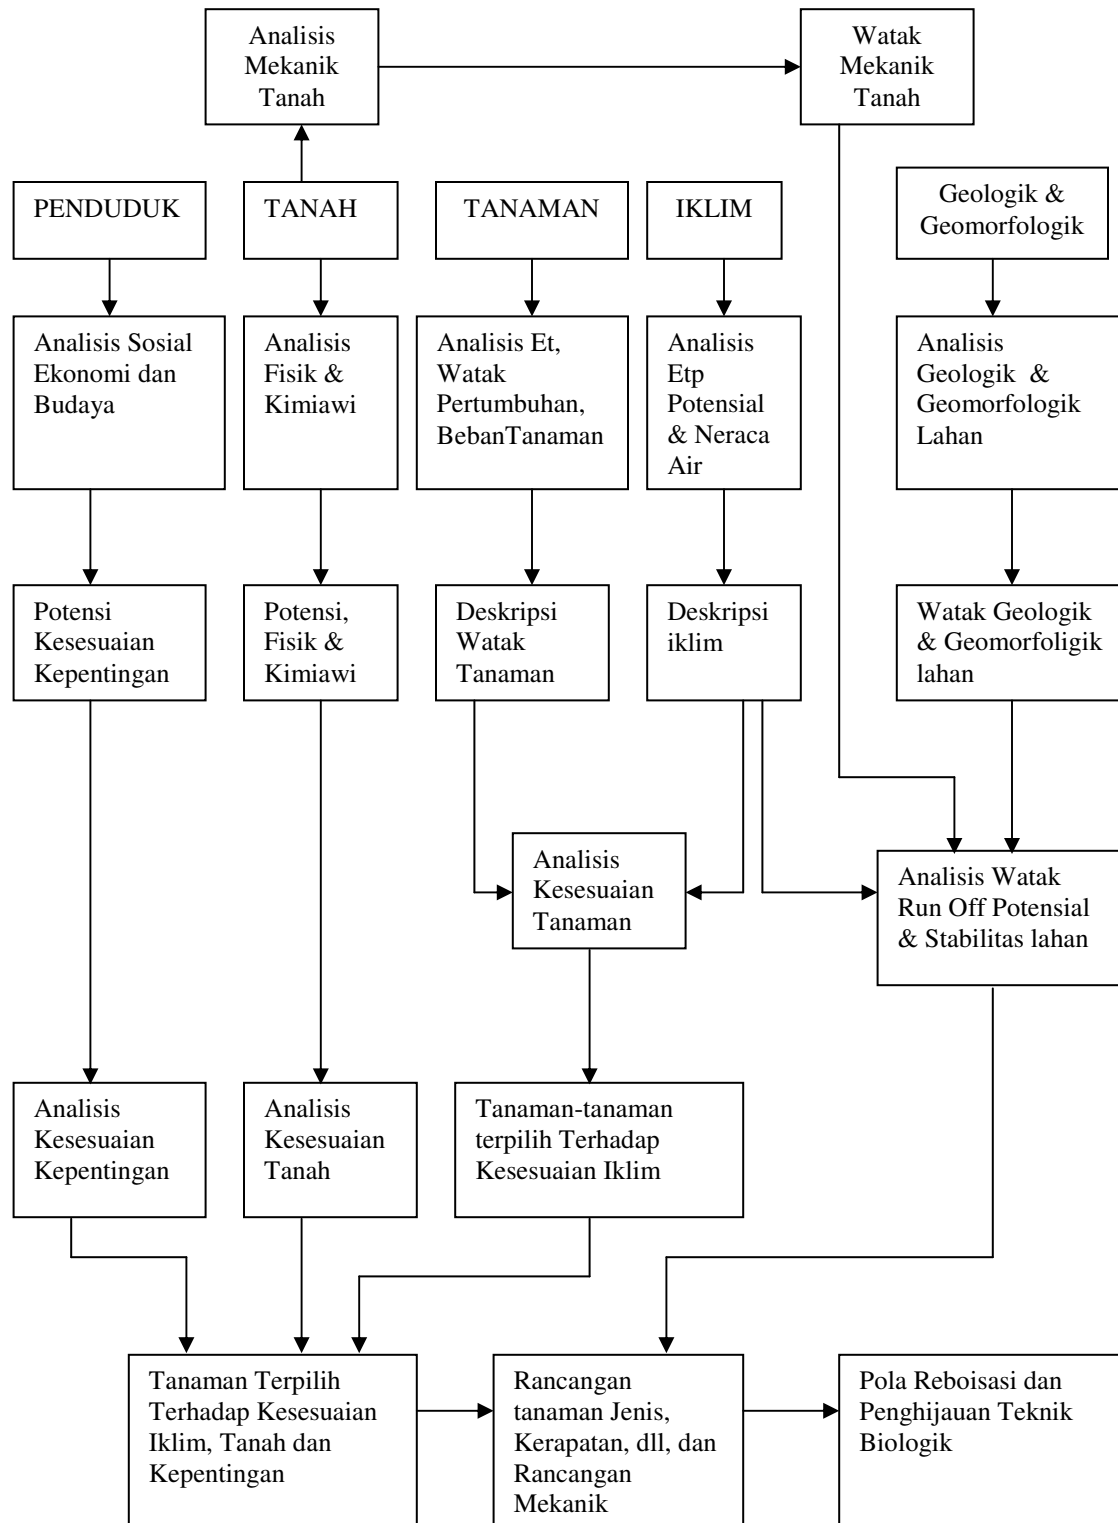 Analisis
Mekanik
Tanah
Watak
Mekanik
Tanah
PENDUDUK
TANAH
TANAMAN
IKLIM
Geologik &
Geomorfologik
Analisis Sosial
Ekonomi dan
Budaya
Analisis
Fisik &
Kimiawi
Analisis Et,
Watak
Pertumbuhan,
BebanTanaman
Analisis
Etp
Potensial
& Neraca
Air
Analisis
Geologik &
Geomorfologik
Lahan
Potensi
Kesesuaian
Kepentingan
Potensi,
Fisik &
Kimiawi
Deskripsi
Watak
Tanaman
Deskripsi
iklim
Watak Geologik
& Geomorfoligik
lahan
Analisis
Kesesuaian
Tanaman
Analisis Watak
Run Off Potensial
& Stabilitas lahan
Analisis
Kesesuaian
Kepentingan
Analisis
Kesesuaian
Tanah
Tanaman-tanaman
terpilih Terhadap
Kesesuaian Iklim
Tanaman Terpilih
Terhadap Kesesuaian
Iklim, Tanah dan
Kepentingan
Rancangan
tanaman Jenis,
Kerapatan, dll, dan
Rancangan
Mekanik
Pola Reboisasi dan
Penghijauan Teknik
Biologik